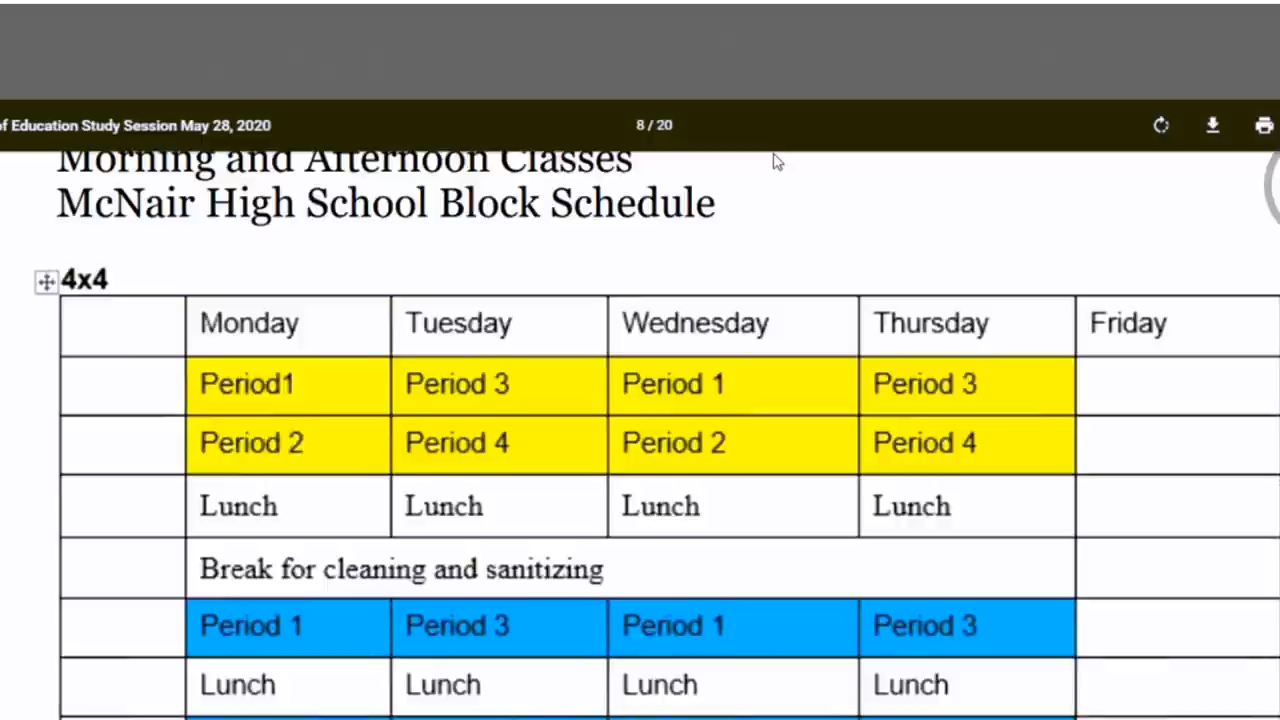 of Education Study Session May 28, 2020 8 / 20
Morning and Afternoon Classes
McNair High School Block Schedule
4x4
Monday Tuesday Wednesday Thursday Friday
Period1 Period 3 Period 1 Period 3
Period 2 Period 4 Period 2 Period 4
Lunch Lunch Lunch Lunch
Break for cleaning and sanitizing
Period 1 Period 3 Period 1 Period 3
Lunch Lunch Lunch Lunch